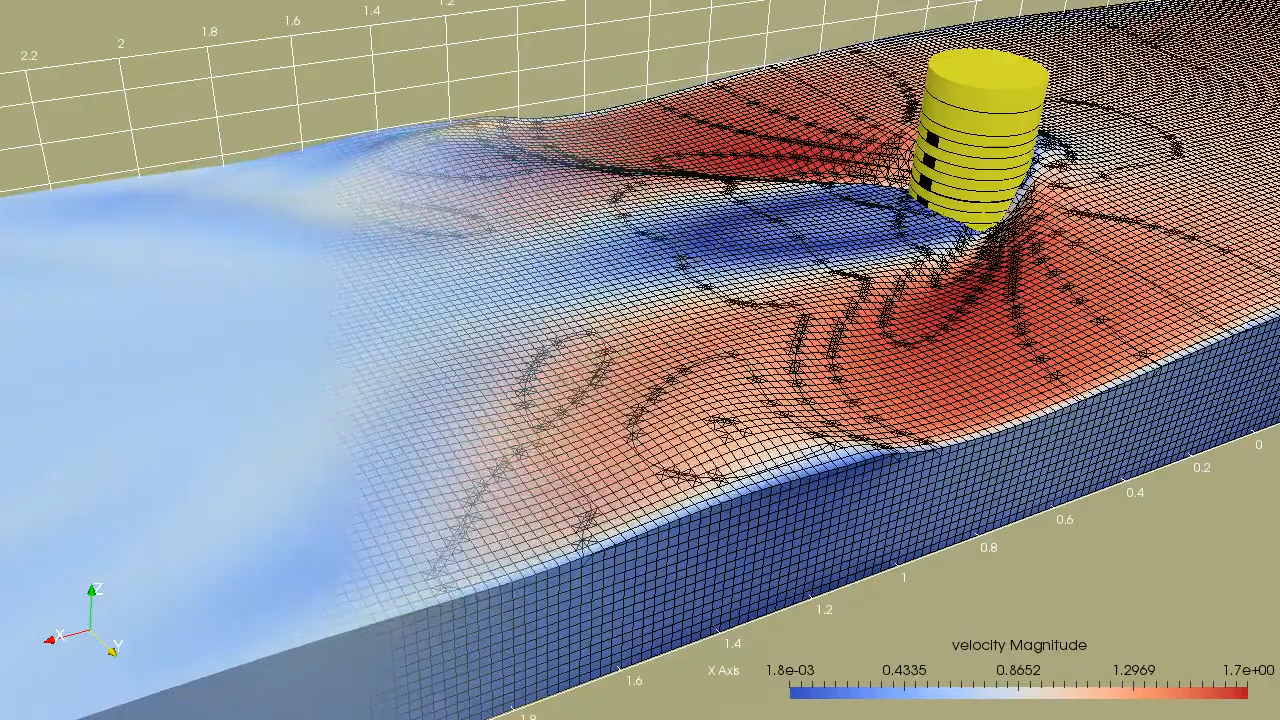 1.2
1.4
1.6
1.8
2
2.2
0
0.2
0.4
0.6
0.8
1
1.2
1.4
X Axis
1.6
1.8
Z
X
Y
velocity Magnitude
1.8e-03 0.4335 0.8652 1.2969 1.7e+00